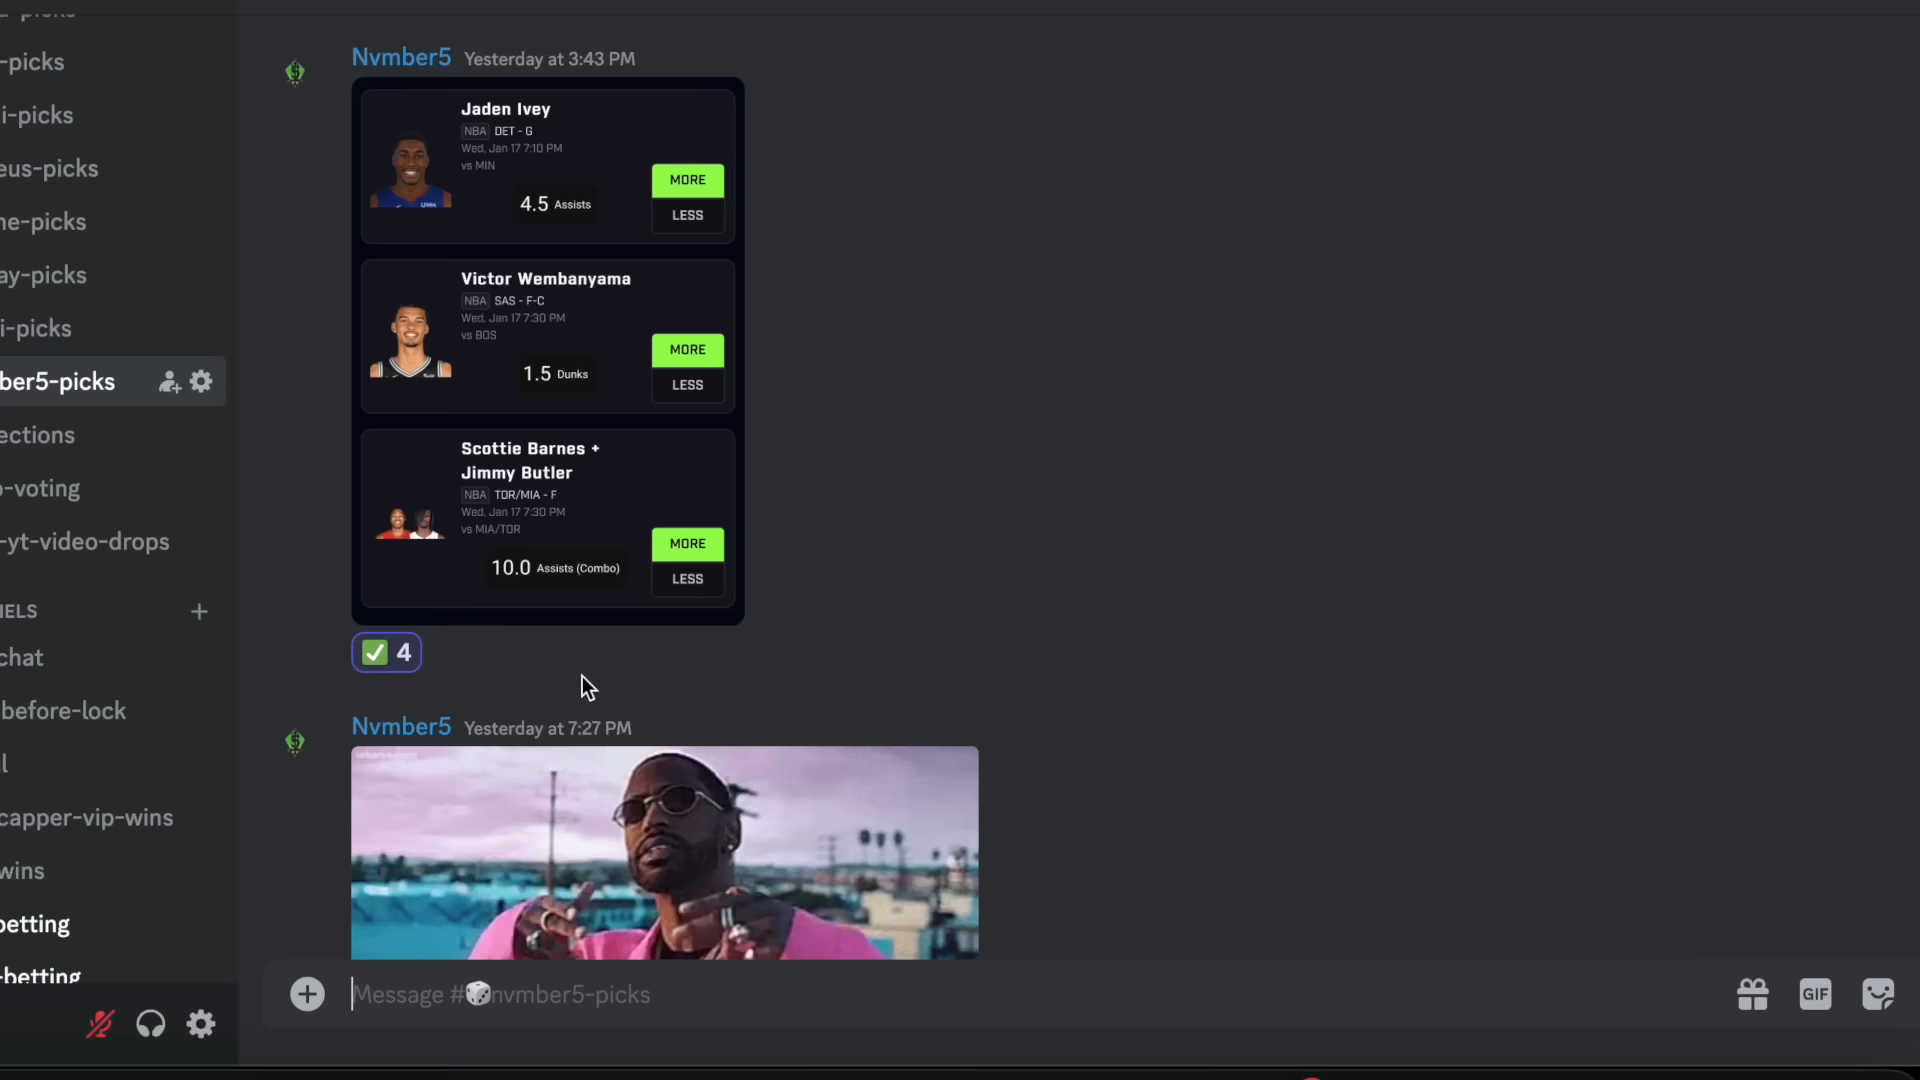 -picks
i-picks
eus-picks
ne-picks
ay-picks
i-picks
ber5-picks
ections
o-voting
-yt-video-drops
NELS
chat
before-lock
l
capper-vip-wins
wins
betting
-betting
Nvmber5 Yesterday at 3:43 PM
Jaden Ivey
NBA DET - G
Wed, Jan 17 7:10 PM
vs MIN
4.5 Assists
MORE
LESS
Victor Wembanyama
NBA SAS - F-C
Wed, Jan 17 7:30 PM
vs BOS
1.5 Dunks
MORE
LESS
Scottie Barnes +
Jimmy Butler
NBA TOR/MIA - F
Wed, Jan 17 7:30 PM
vs MIA/TOR
10.0 Assists (Combo)
MORE
LESS
4
Nvmber5 Yesterday at 7:27 PM
Message #🎲nvmber5-picks
GIF